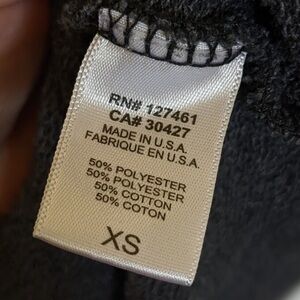 RN# 127461
CA# 30427
MADE IN U.S.A.
FABRIQUE EN U.S.A.
50% POLYESTER
50% POLYESTER
50% COTTON
50% COTON
XS